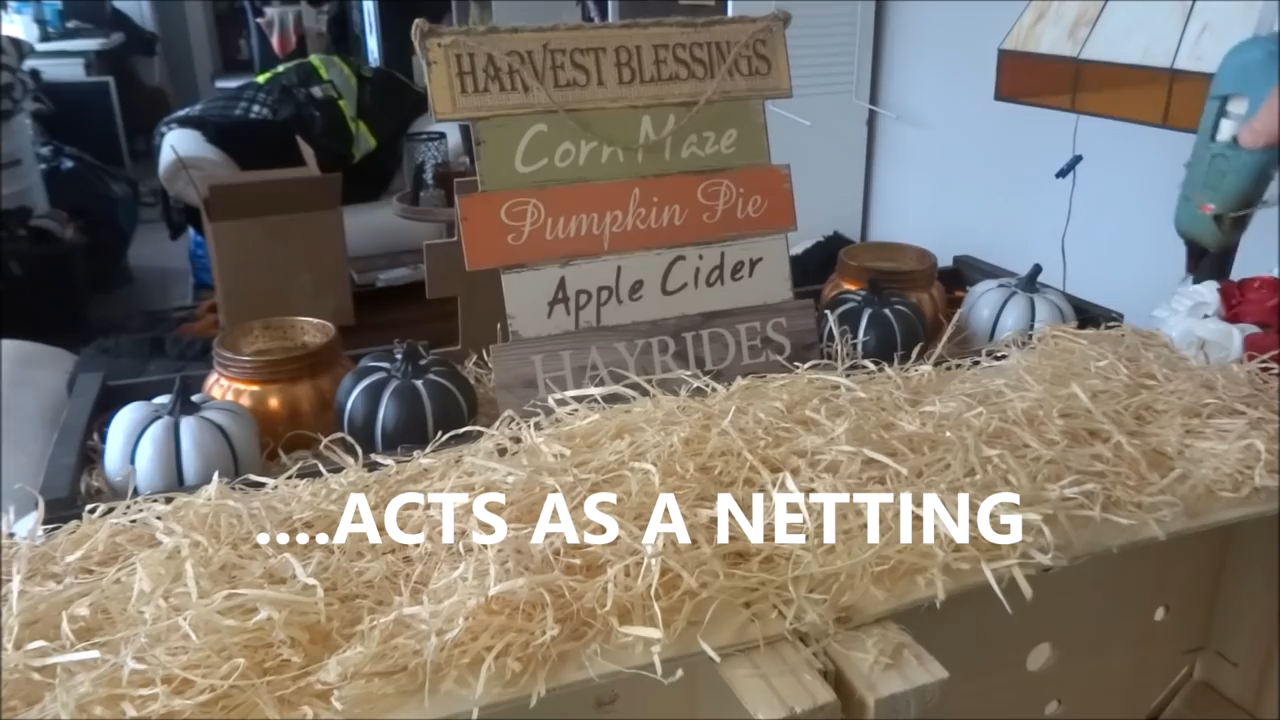 HARVEST BLESSINGS
Corn Maze
Pumpkin Pie
Apple Cider
HAYRIDES
....ACTS AS A NETTING